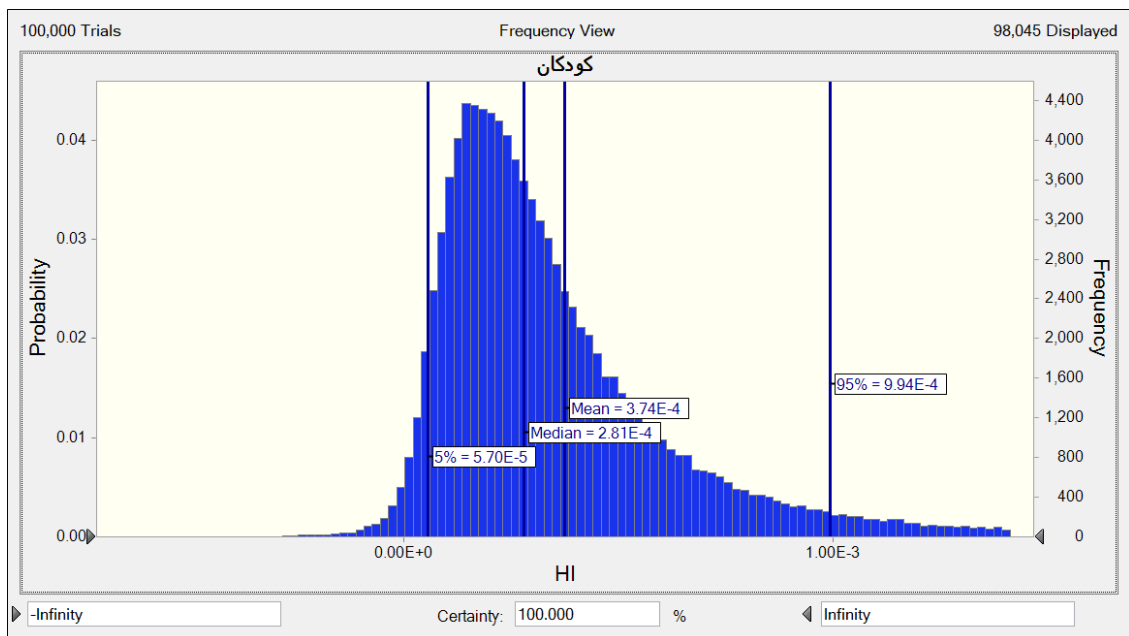 100,000 Trials Frequency View 98,045 Displayed
کودکان
0.04
0.03
0.02
0.01
0.00
Probability
4,400
4,000
3,600
3,200
2,800
2,400
2,000
1,600
1,200
800
400
0
Frequency
95% = 9.94E-4
Mean = 3.74E-4
Median = 2.81E-4
5% = 5.70E-5
0.00E+0 1.00E-3
HI
-Infinity Certainty: 100.000 % Infinity